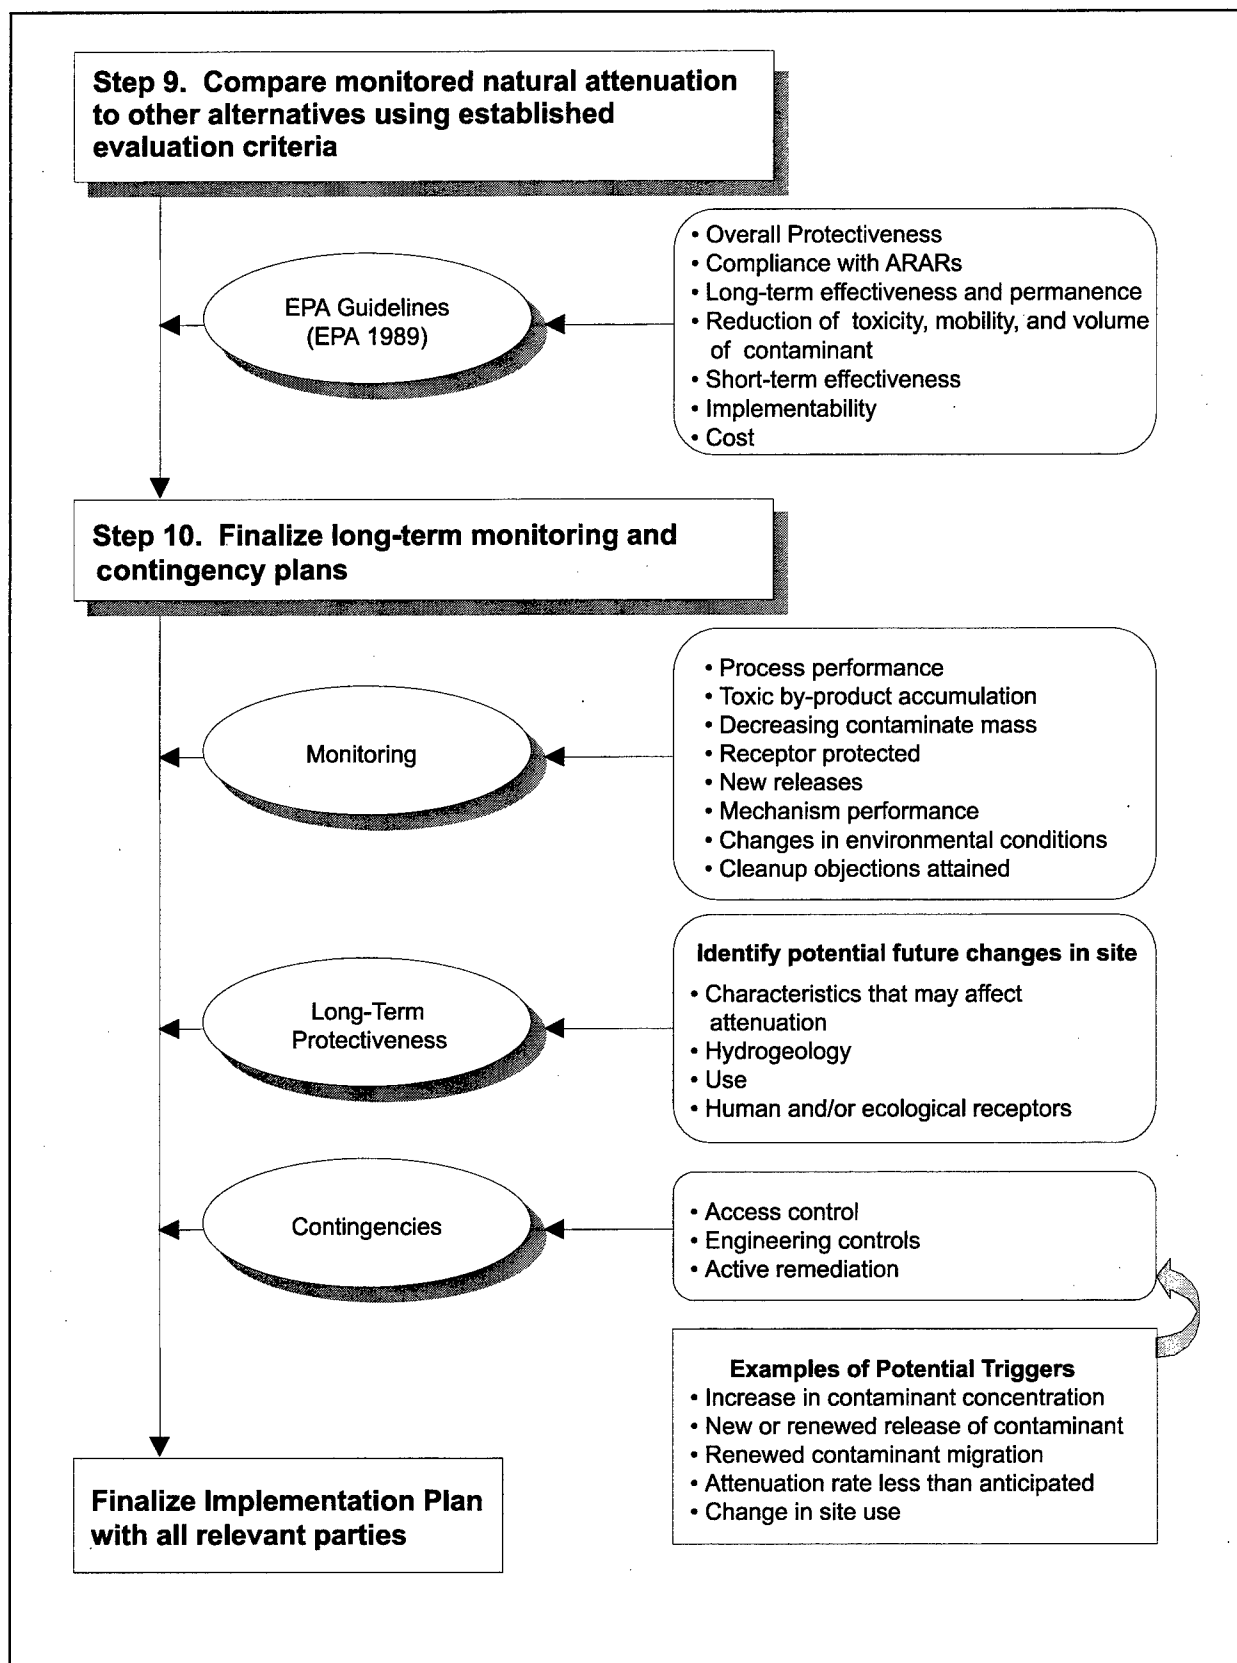 Step 9. Compare monitored natural attenuation
to other alternatives using established
evaluation criteria
EPA Guidelines
(EPA 1989)
• Overall Protectiveness
• Compliance with ARARs
• Long-term effectiveness and permanence
• Reduction of toxicity, mobility, and volume
of contaminant
• Short-term effectiveness
• Implementability
• Cost
Step 10. Finalize long-term monitoring and
contingency plans
Monitoring
• Process performance
• Toxic by-product accumulation
• Decreasing contaminate mass
• Receptor protected
• New releases
• Mechanism performance
• Changes in environmental conditions
• Cleanup objections attained
Long-Term
Protectiveness
Identify potential future changes in site
• Characteristics that may affect
attenuation
• Hydrogeology
• Use
• Human and/or ecological receptors
Contingencies
• Access control
• Engineering controls
• Active remediation
Examples of Potential Triggers
• Increase in contaminant concentration
• New or renewed release of contaminant
• Renewed contaminant migration
• Attenuation rate less than anticipated
• Change in site use
Finalize Implementation Plan
with all relevant parties